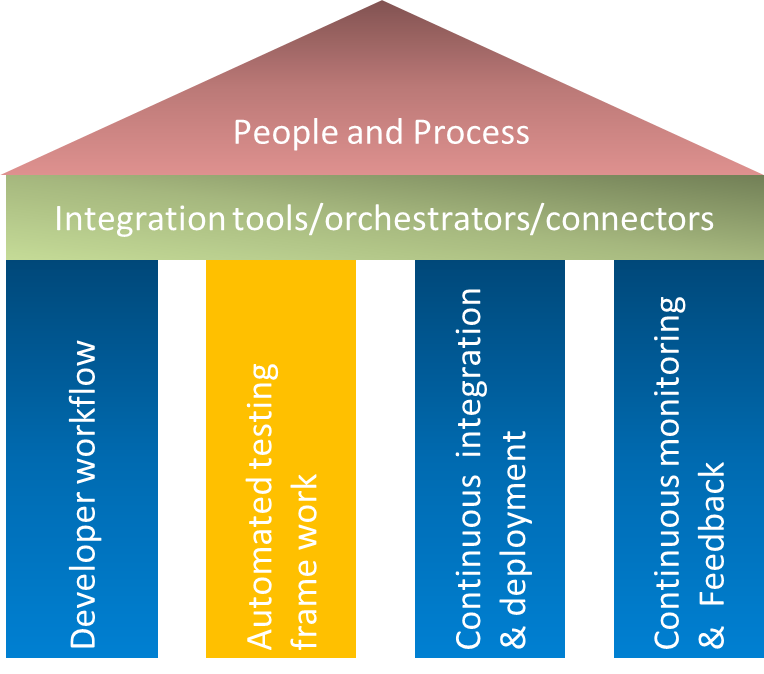 People and Process
Integration tools/orchestrators/connectors
Developer workflow
Automated testing
frame work
Continuous integration
& deployment
Continuous monitoring
& Feedback